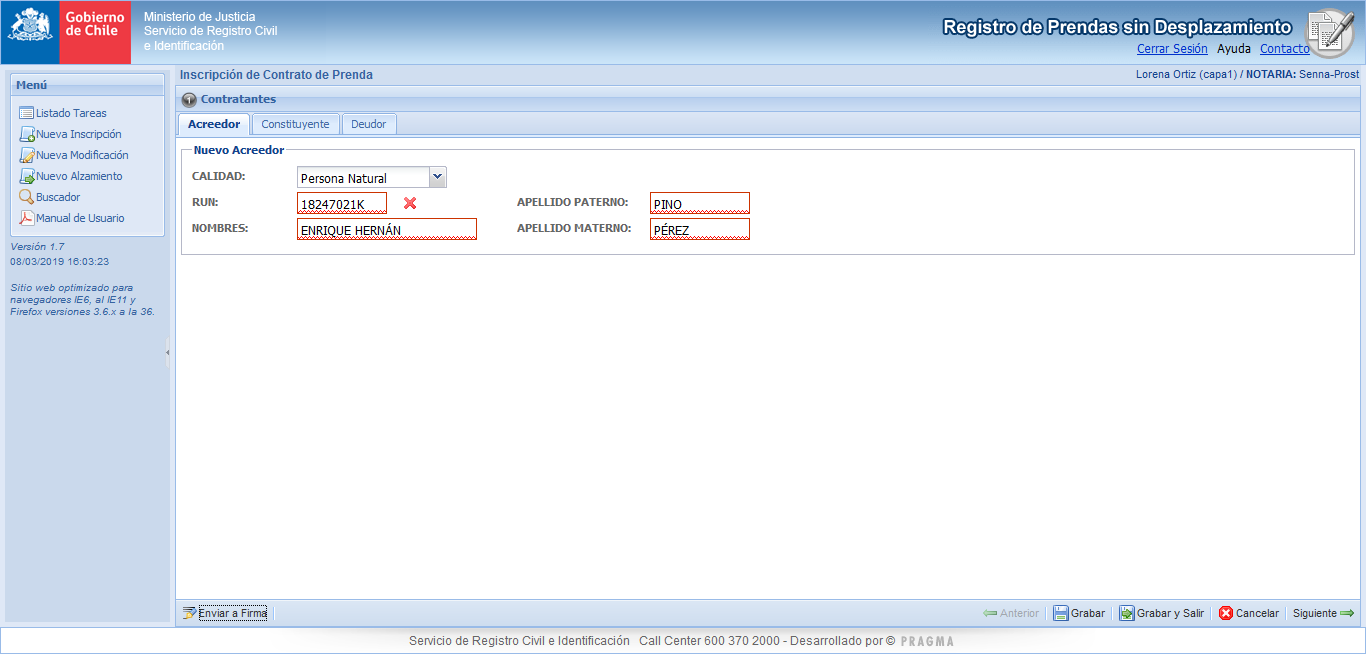 Gobierno
de Chile
Ministerio de Justicia
Servicio de Registro Civil
e Identificación
Registro de Prendas sin Desplazamiento
Cerrar Sesión Ayuda Contacto
Menú
Listado Tareas
Nueva Inscripción
Nueva Modificación
Nuevo Alzamiento
Buscador
Manual de Usuario
Versión 1.7
08/03/2019 16:03:23
Sitio web optimizado para
navegadores IE6, al IE11 y
Firefox versiones 3.6.x a la 36.
Inscripción de Contrato de Prenda
Lorena Ortiz (capa1) / NOTARIA: Senna-Prost
Contratantes
Acreedor Constituyente Deudor
Nuevo Acreedor
CALIDAD: Persona Natural
RUN: 18247021K APELLIDO PATERNO: PINO
NOMBRES: ENRIQUE HERNÁN APELLIDO MATERNO: PÉREZ
Enviar a Firma Anterior Grabar Grabar y Salir Cancelar Siguiente
Servicio de Registro Civil e Identificación Call Center 600 370 2000 - Desarrollado por © PRAGMA